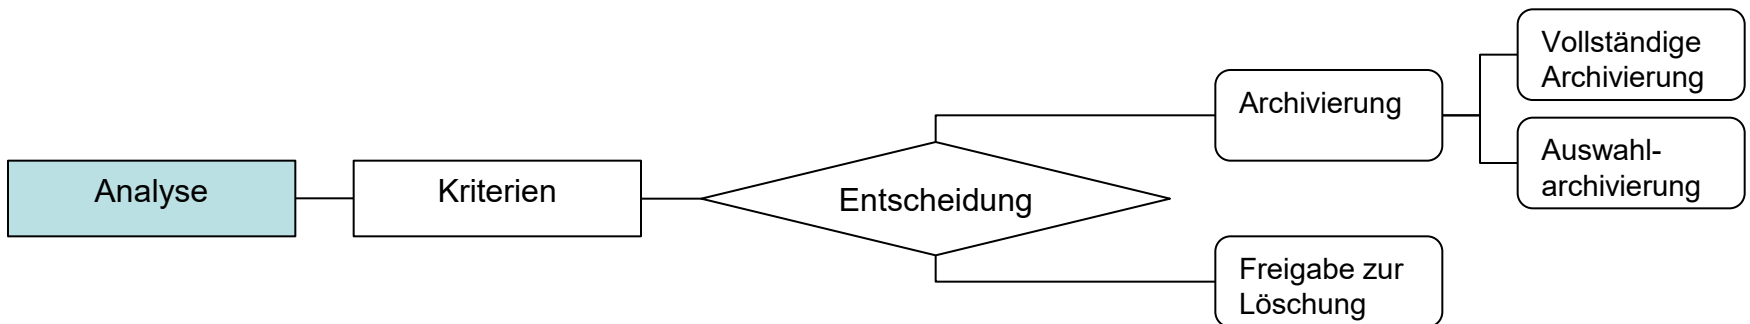 Analyse
Kriterien
Entscheidung
Archivierung
Vollständige
Archivierung
Auswahl-
archivierung
Freigabe zur
Löschung